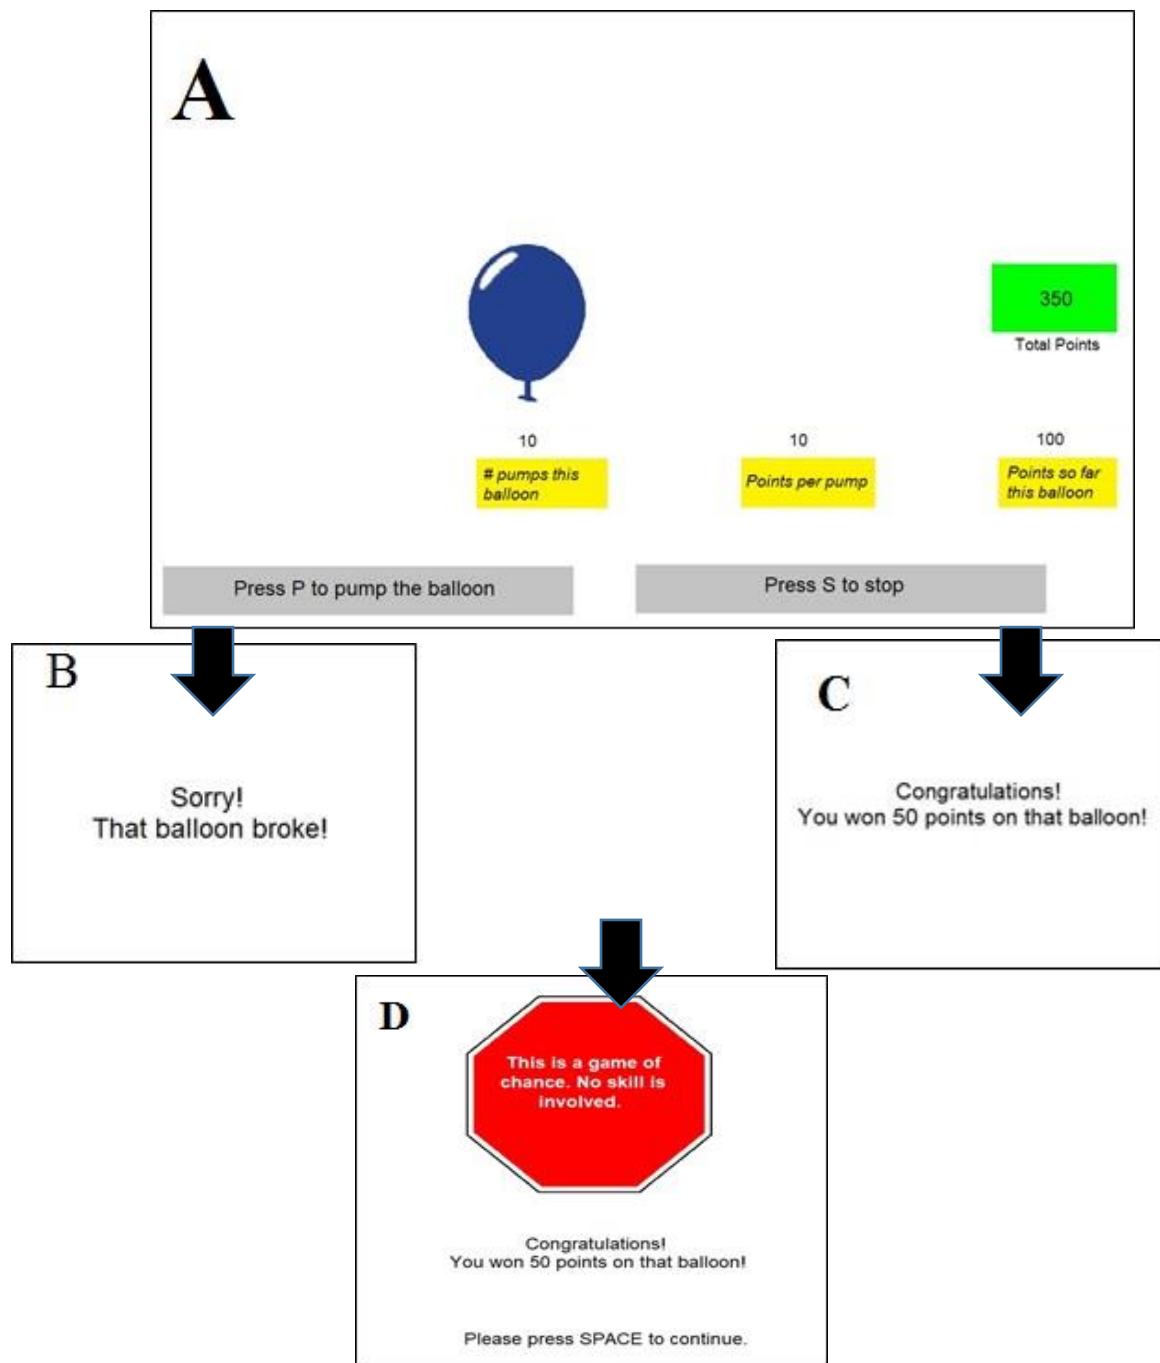 A
350
Total Points
10
10
100
# pumps this
balloon
Points per pump
Points so far
this balloon
Press P to pump the balloon
Press S to stop
B
Sorry!
That balloon broke!
C
Congratulations!
You won 50 points on that balloon!
D
This is a game of
chance. No skill is
involved.
Congratulations!
You won 50 points on that balloon!
Please press SPACE to continue.